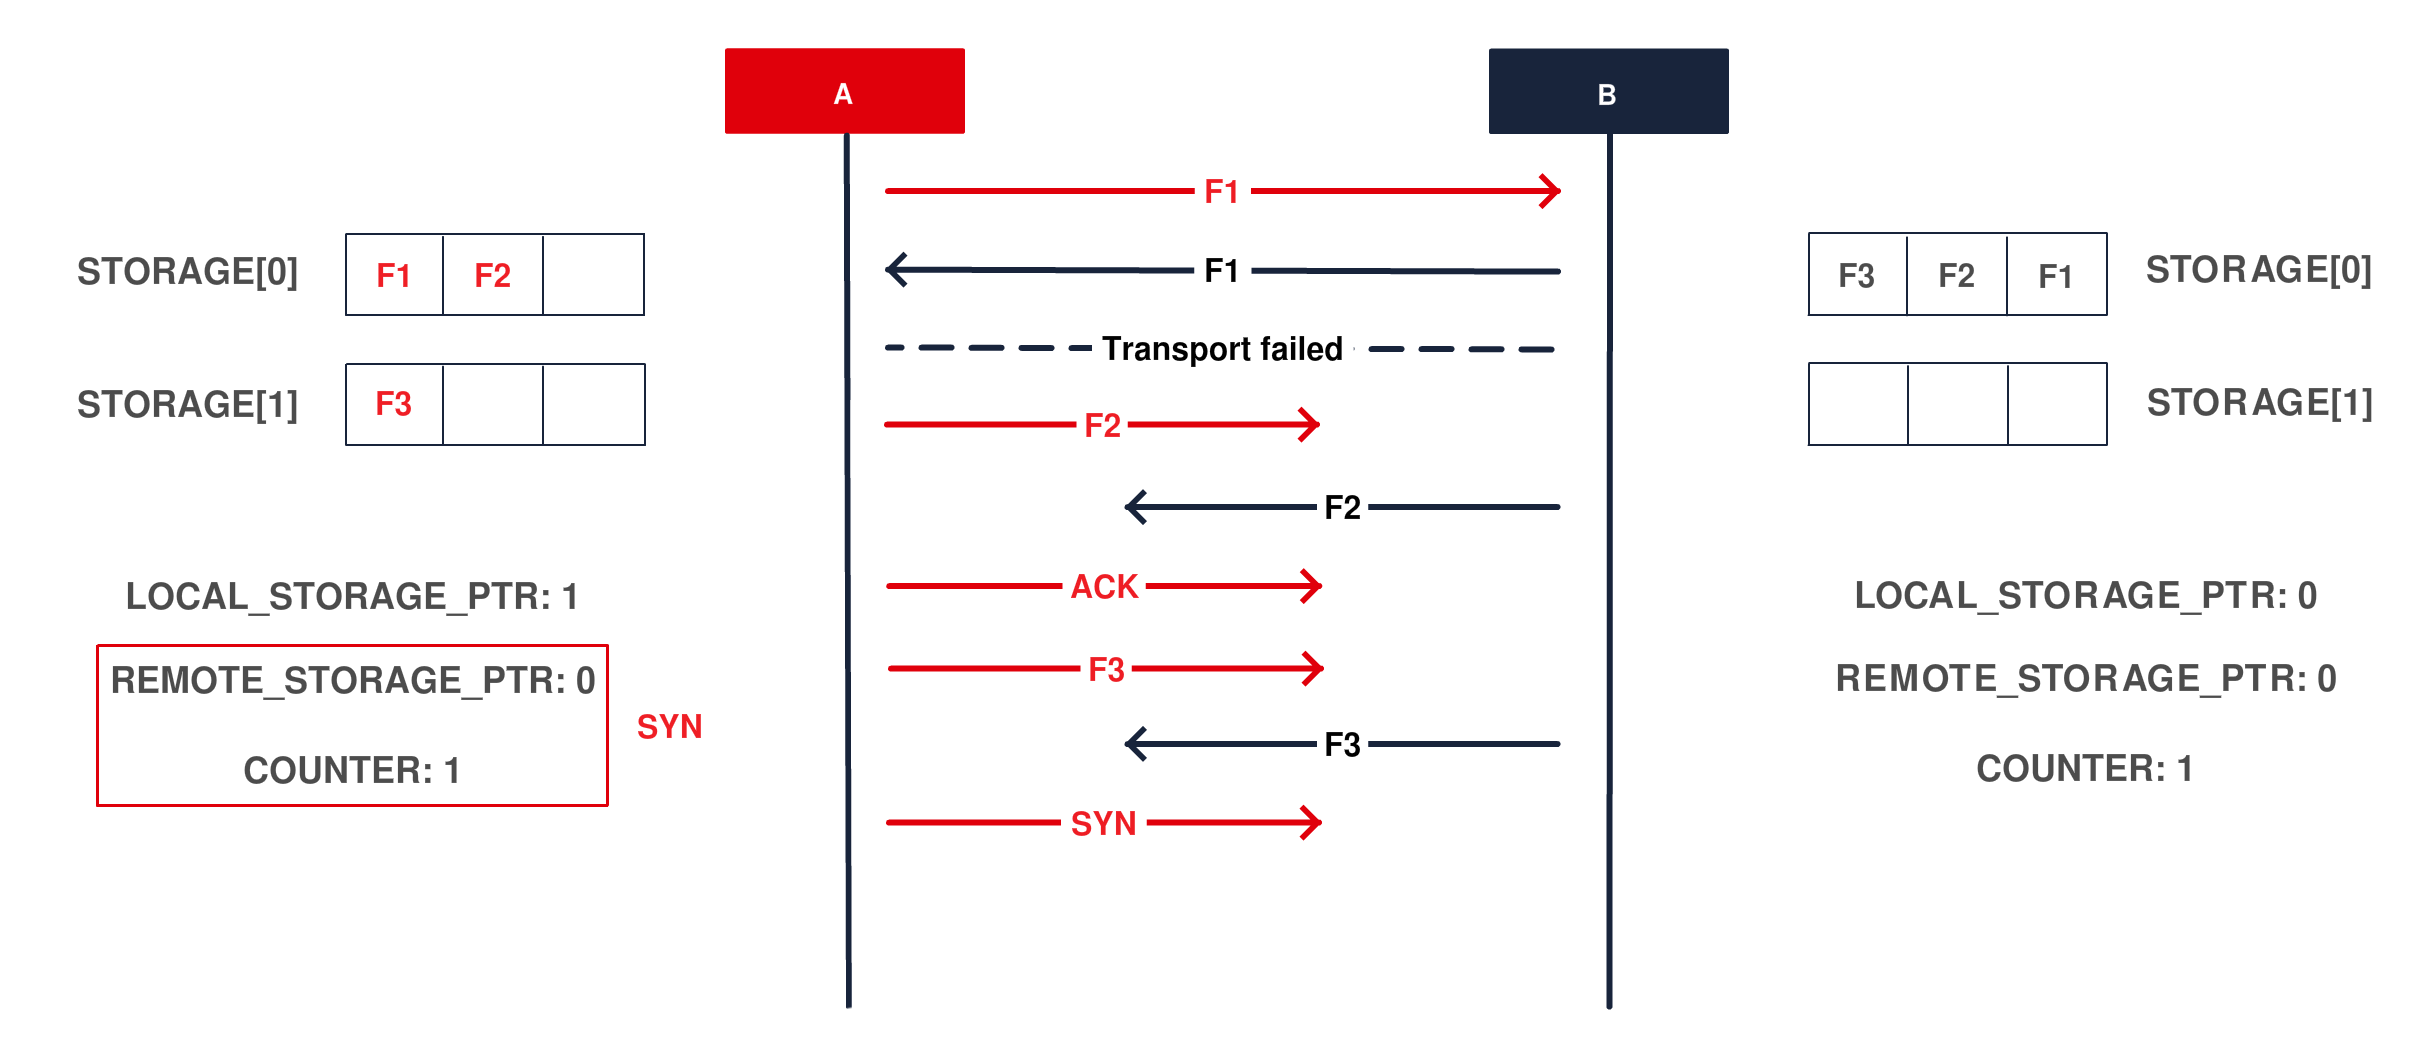 A
B
F1
F1
Transport failed
F2
F2
ACK
F3
F3
SYN
STORAGE[0]
F1 F2
STORAGE[1]
F3
LOCAL_STORAGE_PTR: 1
REMOTE_STORAGE_PTR: 0
COUNTER: 1
SYN
F3 F2 F1
STORAGE[0]
STORAGE[1]
LOCAL_STORAGE_PTR: 0
REMOTE_STORAGE_PTR: 0
COUNTER: 1